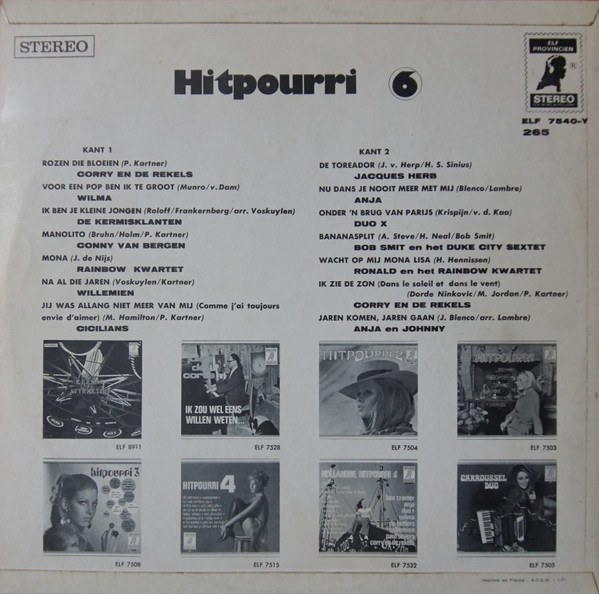 STEREO
Hitpourri 6
ELF
PROVINCIEN
®
STEREO
ELF 7540-Y
265
KANT 1
ROZEN DIE BLOEIEN (P. Kartner)
CORRY EN DE REKELS
VOOR EEN POP BEN IK TE GROOT (Munro/v.Dam)
WILMA
IK BEN JE KLEINE JONGEN (Roloff/Frankernberg/arr. Voskuylen)
DE KERMISKLANTEN
MANOLITO (Bruhn/Holm/P. Kartner)
CONNY VAN BERGEN
MONA (J. de Nijs)
RAINBOW KWARTET
NA AL DIE JAREN (Voskuylen/Kartner)
WILLEMIEN
JIJ WAS ALLANG NIET MEER VAN MIJ (Comme j'ai toujours
envie d'aimer) (M. Hamilton/P. Kartner)
CICILIANS
KANT 2
DE TOREADOR (J. v. Herp/H. S. Sinius)
JACQUES HERB
NU DANS JE NOOIT MEER MET MIJ (Blenco/Lambre)
ANJA
ONDER 'N BRUG VAN PARIJS (Krispijn/v. d. Kaa)
DUO X
BANANASPLIT (A. Steve/H. Neal/Bob Smit)
BOB SMIT en het DUKE CITY SEXTET
WACHT OP MIJ MONA LISA (H. Hennissen)
RONALD en het RAINBOW KWARTET
IK ZIE DE ZON (Dans le soleil et dans le vent)
(Dorde Ninkovic/M. Jordan/P. Kartner)
CORRY EN DE REKELS
JAREN KOMEN, JAREN GAAN (J. Blenco/arr. Lambre)
ANJA en JOHNNY
ELF 8911
IK ZOU WEL EENS
WILLEN WETEN...
ELF 7528
HITPOURRI 2
ELF 7504
HITPOURRI
ELF 7503
hitpourri 3
ELF 7508
HITPOURRI 4
ELF 7515
HOLLANDSE HITPOURRI 5
ELF 7532
CARROUSSEL
DUO
ELF 7505